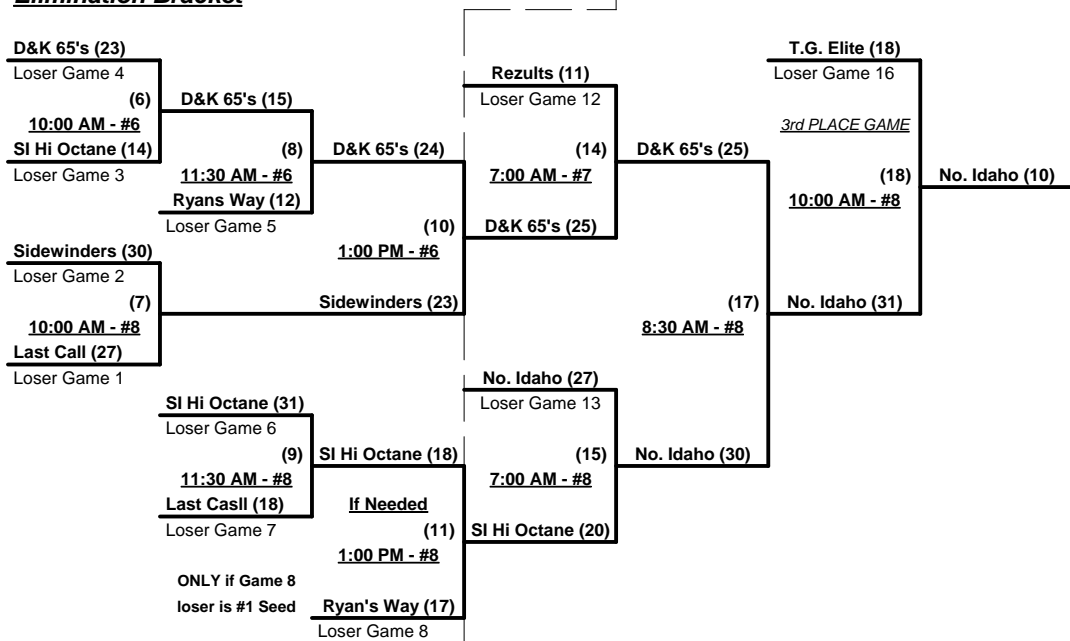 Elimination Bracket
D&K 65's (23)
Loser Game 4
(6)
10:00 AM - #6
SI Hi Octane (14)
Loser Game 3
D&K 65's (15)
(8)
11:30 AM - #6
Ryans Way (12)
Loser Game 5
Sidewinders (30)
Loser Game 2
(7)
10:00 AM - #8
Last Call (27)
Loser Game 1
D&K 65's (24)
(10)
1:00 PM - #6
Sidewinders (23)
SI Hi Octane (31)
Loser Game 6
(9)
11:30 AM - #8
Last Casll (18)
Loser Game 7
SI Hi Octane (18)
If Needed
(11)
1:00 PM - #8
ONLY if Game 8
loser is #1 Seed
Ryan's Way (17)
Loser Game 8
Rezults (11)
Loser Game 12
(14)
7:00 AM - #7
D&K 65's (25)
No. Idaho (27)
Loser Game 13
(15)
7:00 AM - #8
SI Hi Octane (20)
D&K 65's (25)
(17)
8:30 AM - #8
No. Idaho (30)
T.G. Elite (18)
Loser Game 16
3rd PLACE GAME
(18)
10:00 AM - #8
No. Idaho (31)
No. Idaho (10)